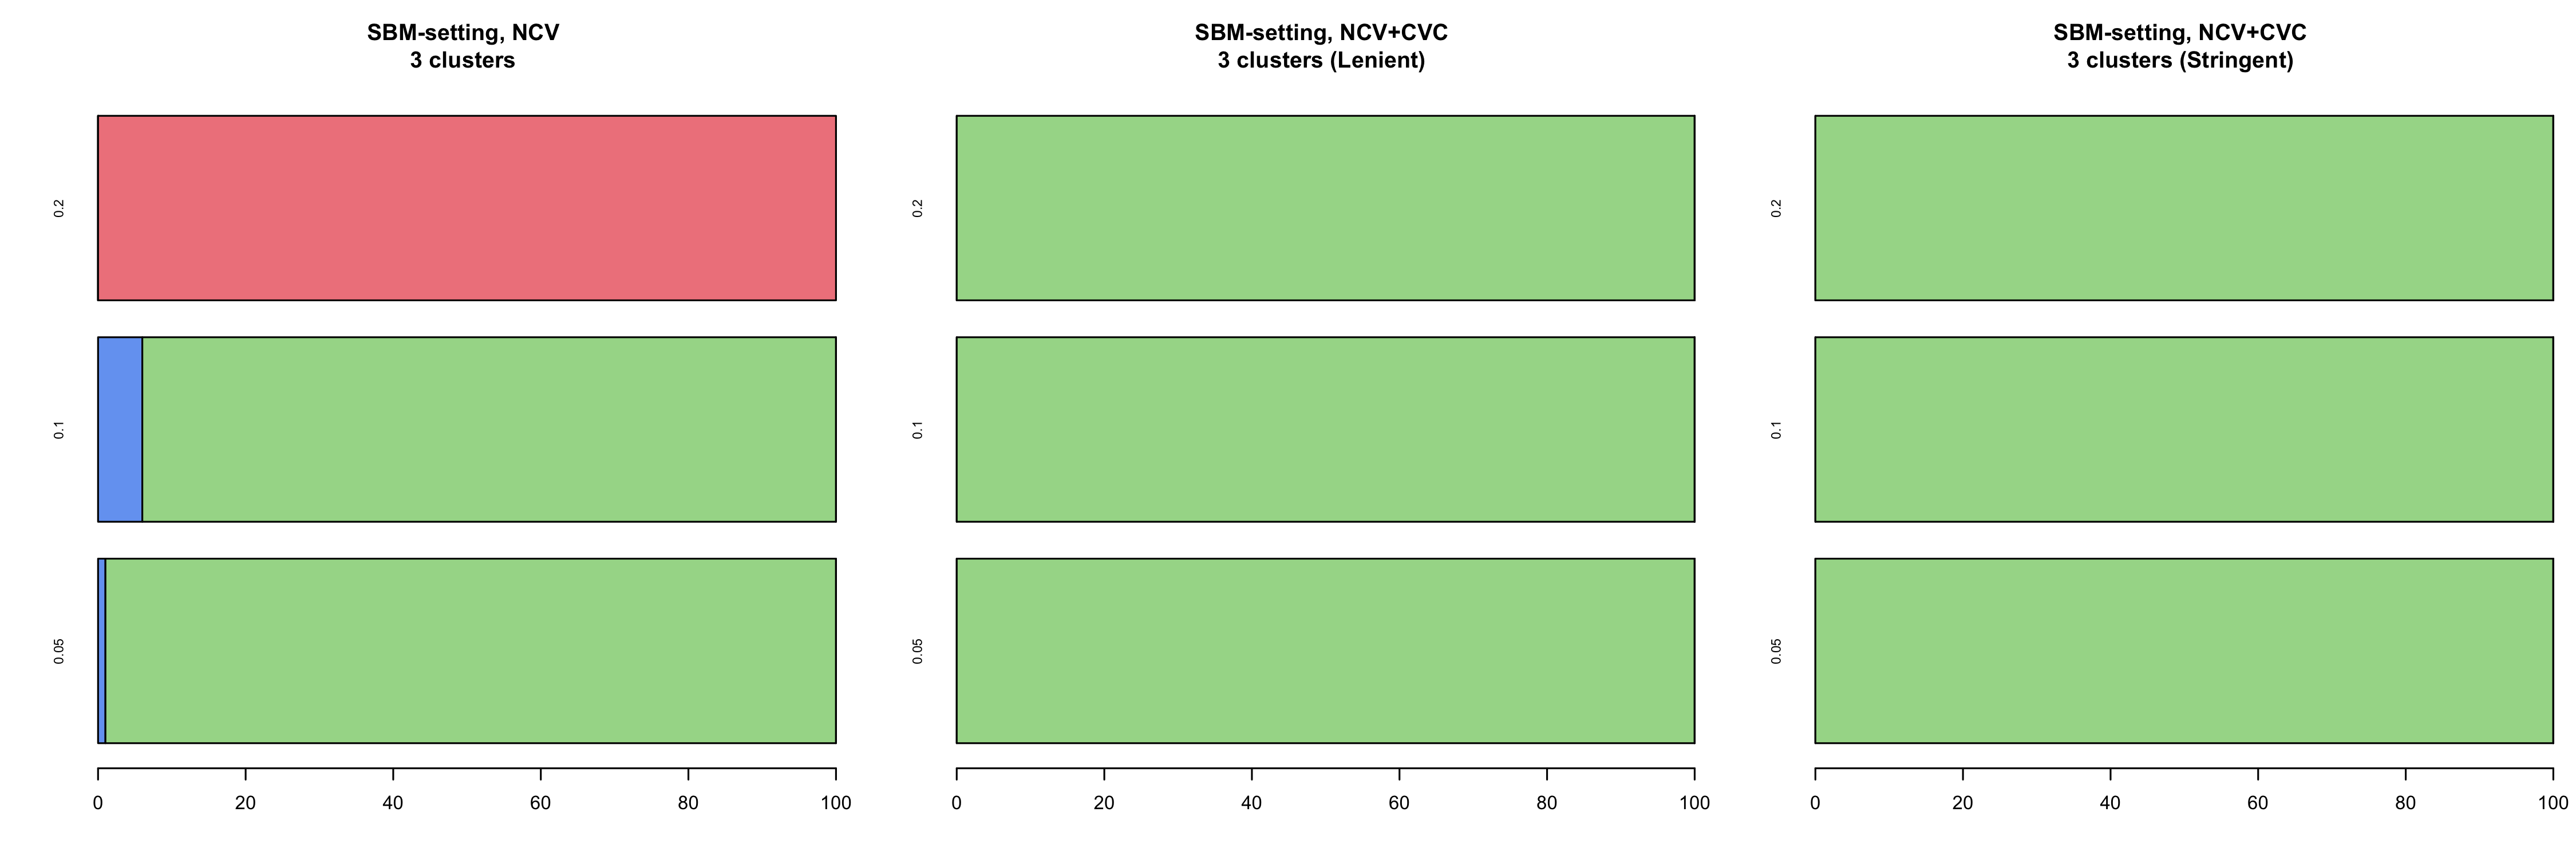 SBM-setting, NCV
3 clusters
0.2
0.1
0.05
0 20 40 60 80 100
SBM-setting, NCV+CVC
3 clusters (Lenient)
0.2
0.1
0.05
0 20 40 60 80 100
SBM-setting, NCV+CVC
3 clusters (Stringent)
0.2
0.1
0.05
0 20 40 60 80 100